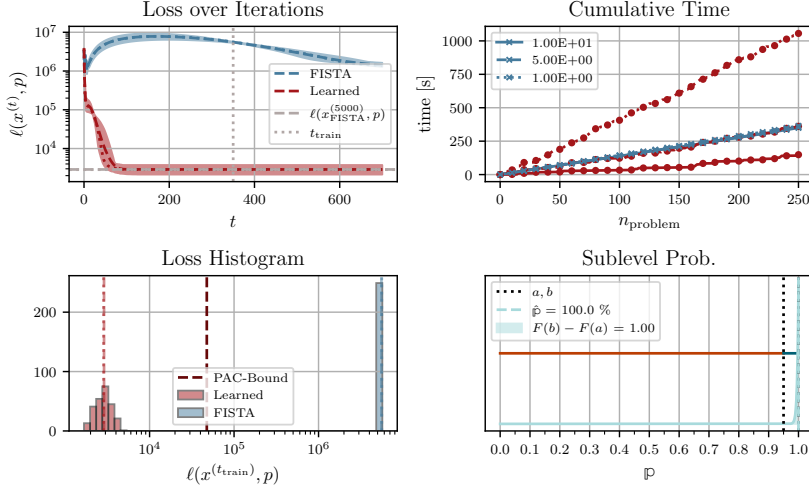 Loss over Iterations
10^7
10^6
10^5
10^4
ℓ(x^(t), p)
FISTA
Learned
ℓ(x_FISTA^(5000), p)
t_train
0
200
400
600
t
Cumulative Time
1000
750
500
250
0
time [s]
1.00E+01
5.00E+00
1.00E+00
0
50
100
150
200
250
n_problem
Loss Histogram
200
100
0
PAC-Bound
Learned
FISTA
10^4
10^5
10^6
ℓ(x^(t_train), p)
Sublevel Prob.
a, b
p̂ = 100.0 %
F(b) − F(a) = 1.00
0.0 0.1 0.2 0.3 0.4 0.5 0.6 0.7 0.8 0.9 1.0
p